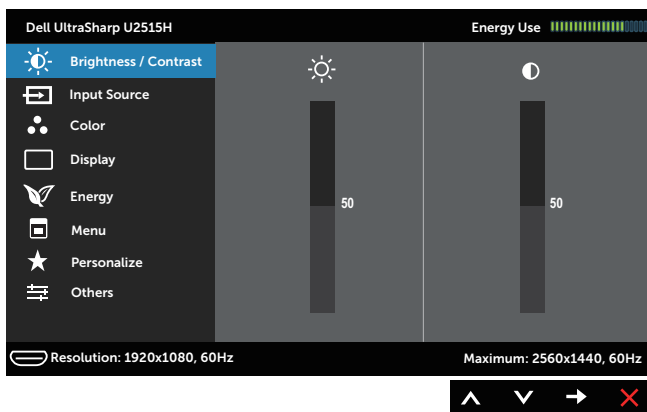 Dell UltraSharp U2515H
Energy Use
Brightness / Contrast
Input Source
Color
Display
Energy
Menu
Personalize
Others
50
50
Resolution: 1920x1080, 60Hz
Maximum: 2560x1440, 60Hz